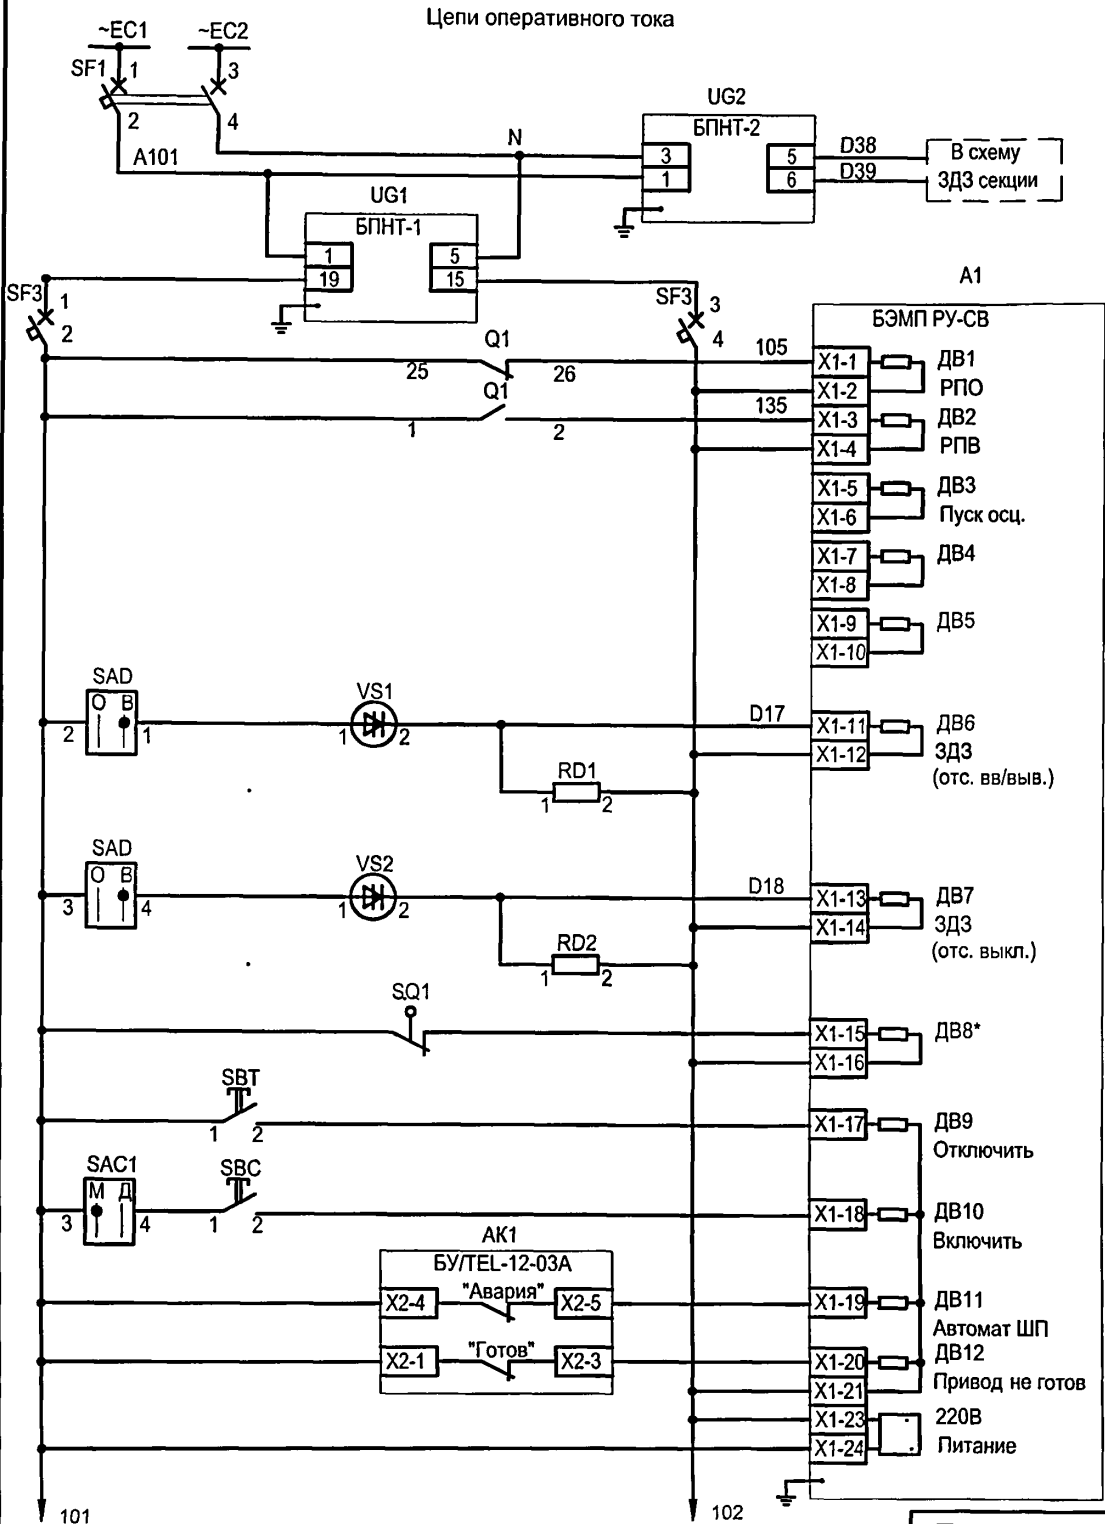 Цепи оперативного тока
~EC1 ~EC2
SF1 1 3
2 4
UG2
БПНТ-2
N
A101
3 5 D38 В схему
1 6 D39 ЗДЗ секции
UG1
БПНТ-1
1 5
19 15
SF3 1
2
SF3 3
4
A1
БЭМП РУ-СВ
Q1
25 26 105 X1-1 ДВ1
X1-2 РПО
Q1
1 2 135 X1-3 ДВ2
X1-4 РПВ
X1-5 ДВ3
X1-6 Пуск осц.
X1-7 ДВ4
X1-8
X1-9 ДВ5
X1-10
SAD
О В
2 1
VS1
1 2
D17 X1-11 ДВ6
X1-12 ЗДЗ
(отс. вв/выв.)
RD1
1 2
SAD
О В
3 4
VS2
1 2
D18 X1-13 ДВ7
X1-14 ЗДЗ
(отс. выкл.)
RD2
1 2
SQ1
X1-15 ДВ8*
X1-16
SBT
1 2 X1-17 ДВ9
Отключить
SAC1
М Д
3 4
SBC
1 2 X1-18 ДВ10
Включить
АК1
БУ/TEL-12-03А
X2-4 "Авария" X2-5 X1-19 ДВ11
Автомат ШП
X2-1 "Готов" X2-3 X1-20 ДВ12
X1-21 Привод не готов
X1-23 220В
X1-24 Питание
101 102